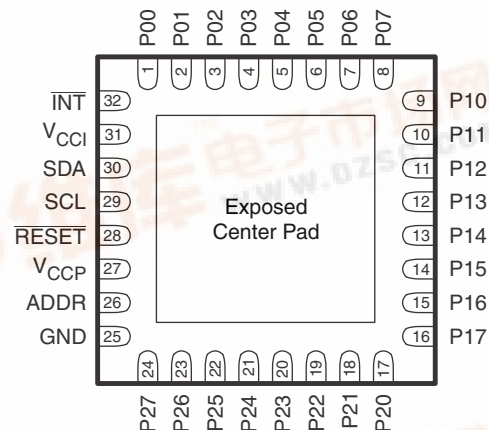 P00 P01 P02 P03 P04 P05 P06 P07
1 2 3 4 5 6 7 8
INT 32 9 P10
VCCI 31 10 P11
SDA 30 11 P12
SCL 29 12 P13
RESET 28 13 P14
VCCP 27 14 P15
ADDR 26 15 P16
GND 25 16 P17
Exposed
Center Pad
24 23 22 21 20 19 18 17
P27 P26 P25 P24 P23 P22 P21 P20